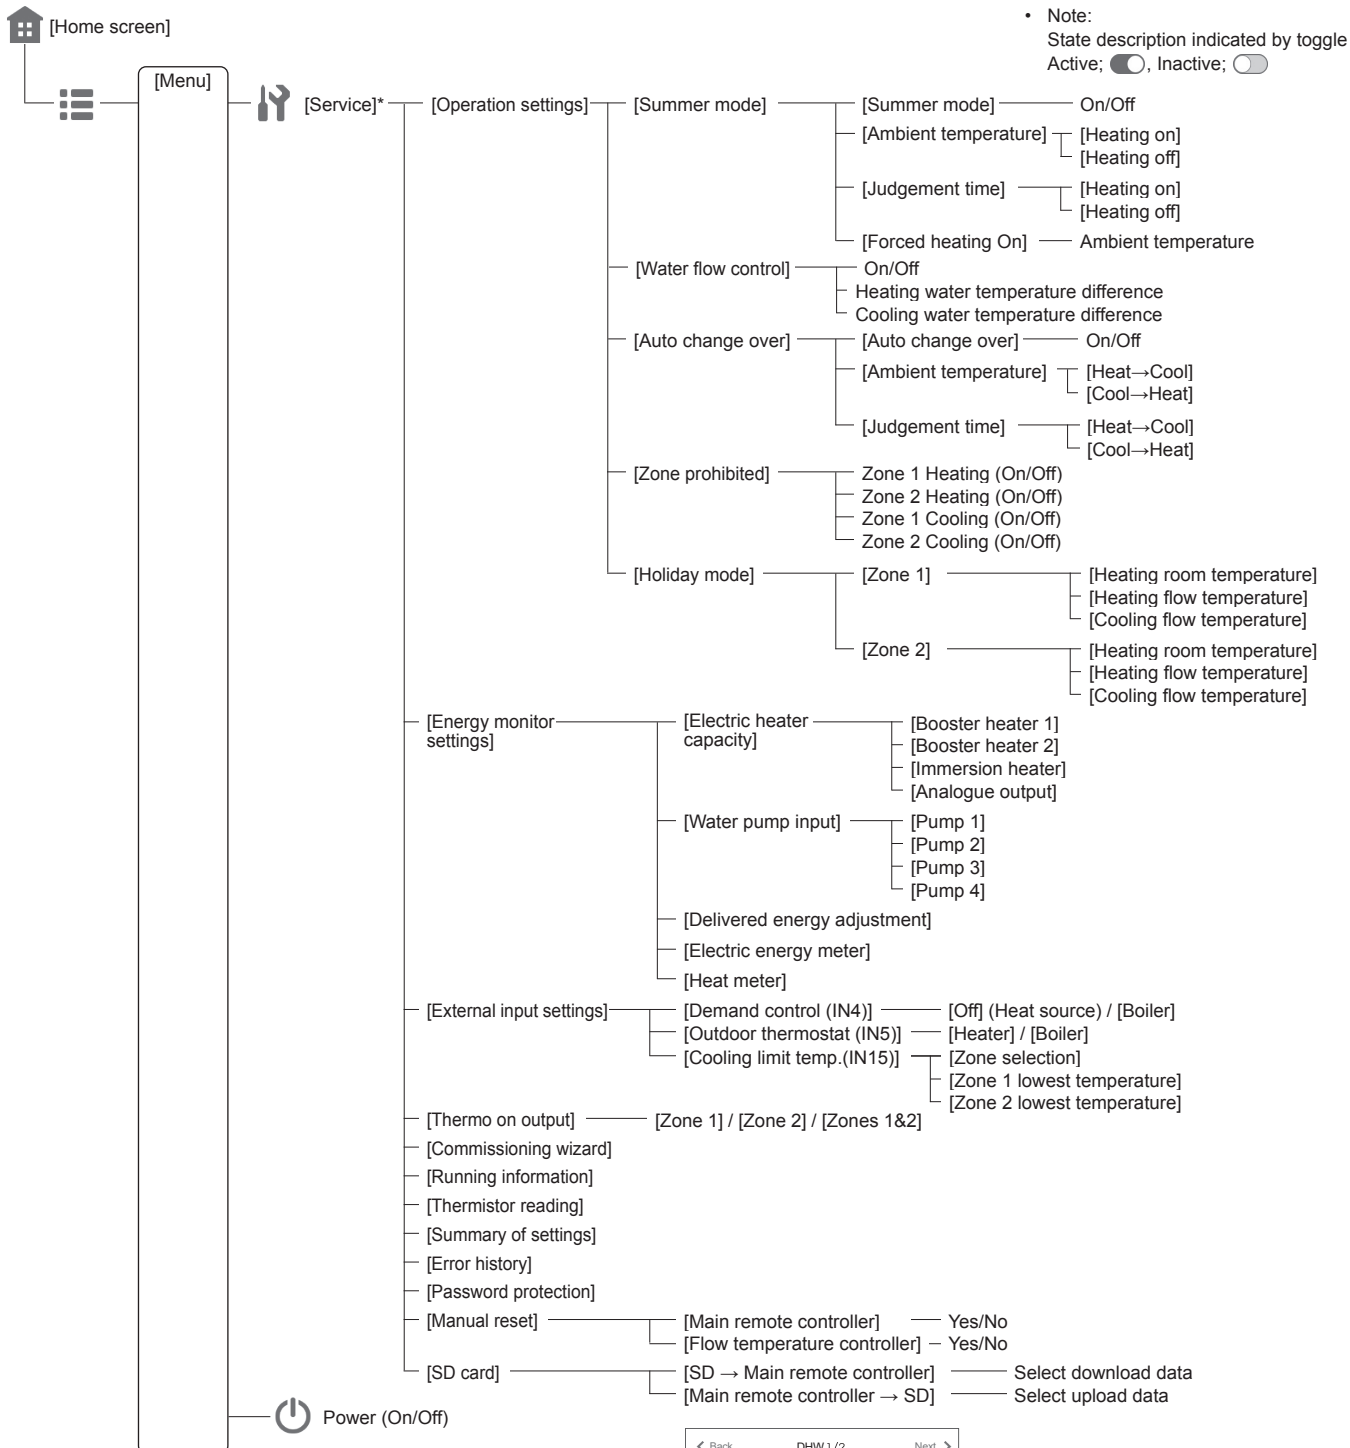 [Home screen]
• Note:
State description indicated by toggle
Active; , Inactive;
[Menu]
[Service]* [Operation settings] [Summer mode] [Summer mode] On/Off
[Ambient temperature] [Heating on]
[Heating off]
[Judgement time] [Heating on]
[Heating off]
[Forced heating On] Ambient temperature
[Water flow control] On/Off
Heating water temperature difference
Cooling water temperature difference
[Auto change over] [Auto change over] On/Off
[Ambient temperature] [Heat→Cool]
[Cool→Heat]
[Judgement time] [Heat→Cool]
[Cool→Heat]
[Zone prohibited] Zone 1 Heating (On/Off)
Zone 2 Heating (On/Off)
Zone 1 Cooling (On/Off)
Zone 2 Cooling (On/Off)
[Holiday mode] [Zone 1] [Heating room temperature]
[Heating flow temperature]
[Cooling flow temperature]
[Zone 2] [Heating room temperature]
[Heating flow temperature]
[Cooling flow temperature]
[Energy monitor
settings]
[Electric heater
capacity]
[Booster heater 1]
[Booster heater 2]
[Immersion heater]
[Analogue output]
[Water pump input] [Pump 1]
[Pump 2]
[Pump 3]
[Pump 4]
[Delivered energy adjustment]
[Electric energy meter]
[Heat meter]
[External input settings] [Demand control (IN4)] [Off] (Heat source) / [Boiler]
[Outdoor thermostat (IN5)] [Heater] / [Boiler]
[Cooling limit temp.(IN15)] [Zone selection]
[Zone 1 lowest temperature]
[Zone 2 lowest temperature]
[Thermo on output] [Zone 1] / [Zone 2] / [Zones 1&2]
[Commissioning wizard]
[Running information]
[Thermistor reading]
[Summary of settings]
[Error history]
[Password protection]
[Manual reset] [Main remote controller] Yes/No
[Flow temperature controller] Yes/No
[SD card] [SD → Main remote controller] Select download data
[Main remote controller → SD] Select upload data
Power (On/Off)
Back DHW 1/2 Next